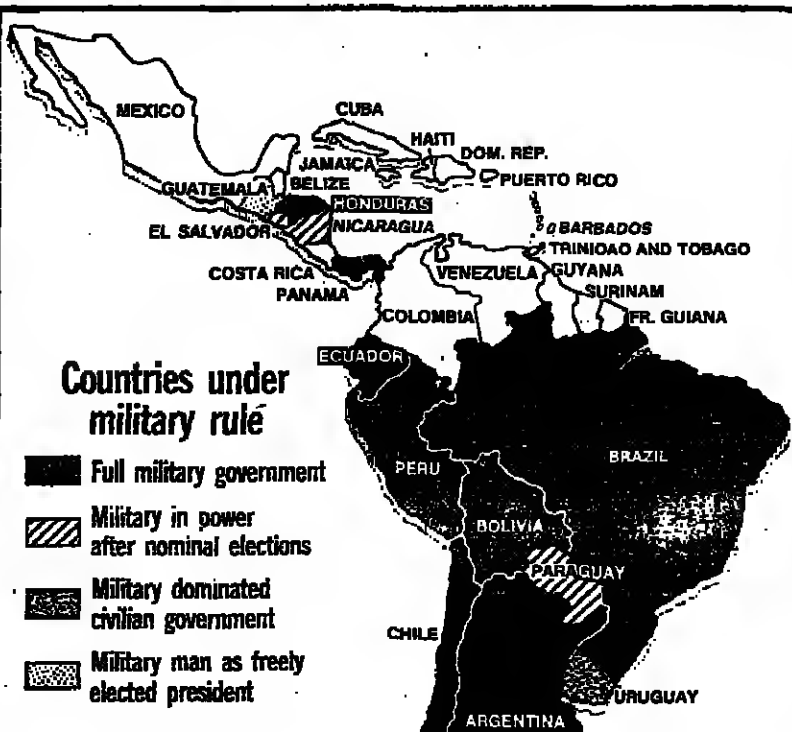 MEXICO
CUBA
HAITI
DOM. REP.
JAMAICA
PUERTO RICO
GUATEMALA
BELIZE
HONDURAS
NICARAGUA
BARBADOS
EL SALVADOR
TRINIDAO AND TOBAGO
COSTA RICA
VENEZUELA
GUYANA
PANAMA
SURINAM
COLOMBIA
FR. GUIANA
ECUADOR
Countries under
military rule
Full military government
PERU
BRAZIL
Military in power
after nominal elections
BOLIVIA
PARAGUAY
Military dominated
civilian government
CHILE
Military man as freely
elected president
URUGUAY
ARGENTINA